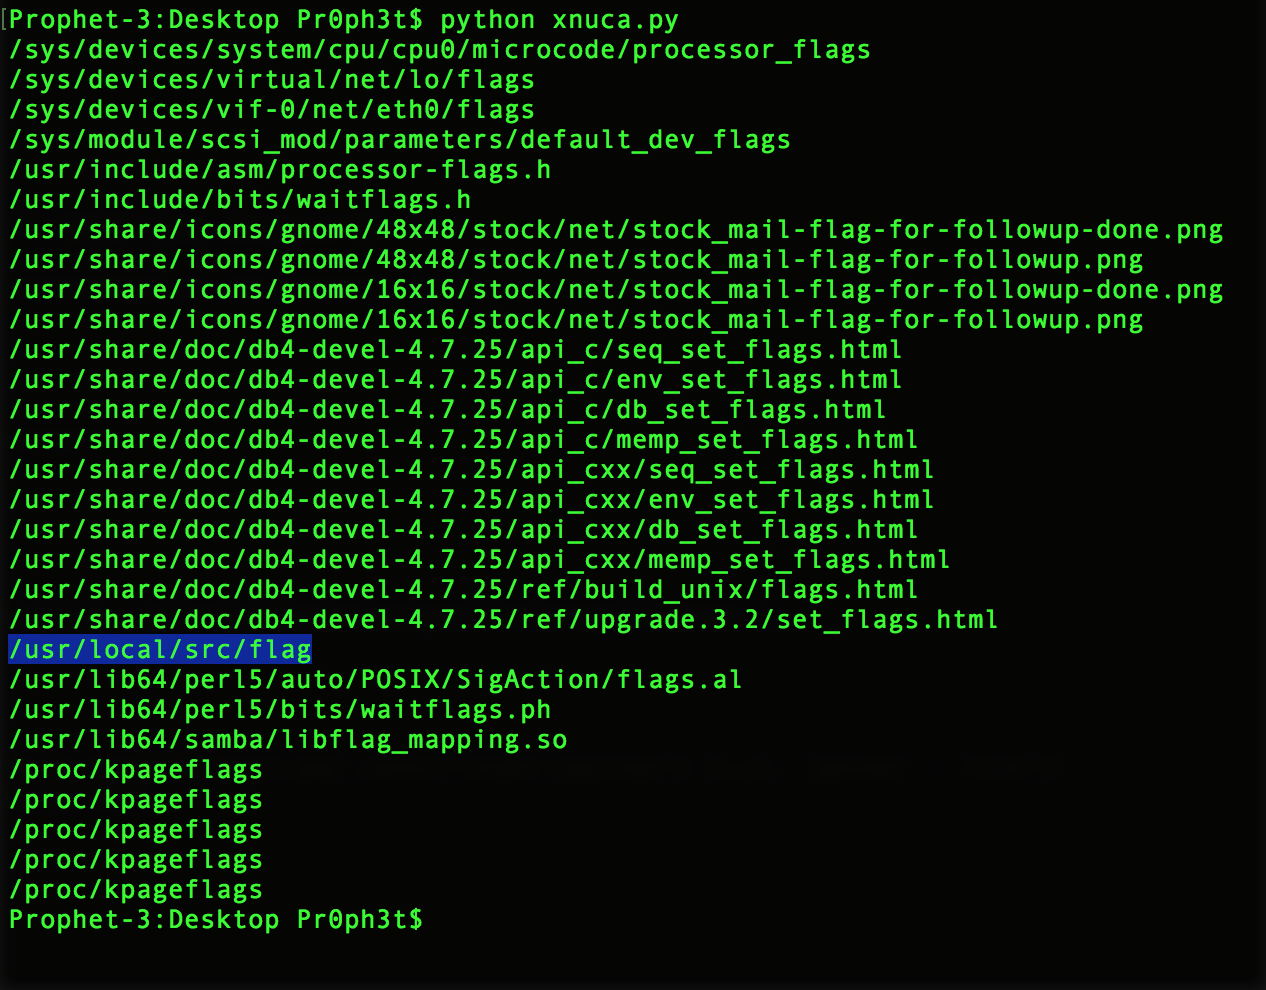 [Prophet-3:Desktop Pr0ph3t$ python xnuca.py
/sys/devices/system/cpu/cpu0/microcode/processor_flags
/sys/devices/virtual/net/lo/flags
/sys/devices/vif-0/net/eth0/flags
/sys/module/scsi_mod/parameters/default_dev_flags
/usr/include/asm/processor-flags.h
/usr/include/bits/waitflags.h
/usr/share/icons/gnome/48x48/stock/net/stock_mail-flag-for-followup-done.png
/usr/share/icons/gnome/48x48/stock/net/stock_mail-flag-for-followup.png
/usr/share/icons/gnome/16x16/stock/net/stock_mail-flag-for-followup-done.png
/usr/share/icons/gnome/16x16/stock/net/stock_mail-flag-for-followup.png
/usr/share/doc/db4-devel-4.7.25/api_c/seq_set_flags.html
/usr/share/doc/db4-devel-4.7.25/api_c/env_set_flags.html
/usr/share/doc/db4-devel-4.7.25/api_c/db_set_flags.html
/usr/share/doc/db4-devel-4.7.25/api_c/memp_set_flags.html
/usr/share/doc/db4-devel-4.7.25/api_cxx/seq_set_flags.html
/usr/share/doc/db4-devel-4.7.25/api_cxx/env_set_flags.html
/usr/share/doc/db4-devel-4.7.25/api_cxx/db_set_flags.html
/usr/share/doc/db4-devel-4.7.25/api_cxx/memp_set_flags.html
/usr/share/doc/db4-devel-4.7.25/ref/build_unix/flags.html
/usr/share/doc/db4-devel-4.7.25/ref/upgrade.3.2/set_flags.html
/usr/local/src/flag
/usr/lib64/perl5/auto/POSIX/SigAction/flags.al
/usr/lib64/perl5/bits/waitflags.ph
/usr/lib64/samba/libflag_mapping.so
/proc/kpageflags
/proc/kpageflags
/proc/kpageflags
/proc/kpageflags
/proc/kpageflags
Prophet-3:Desktop Pr0ph3t$